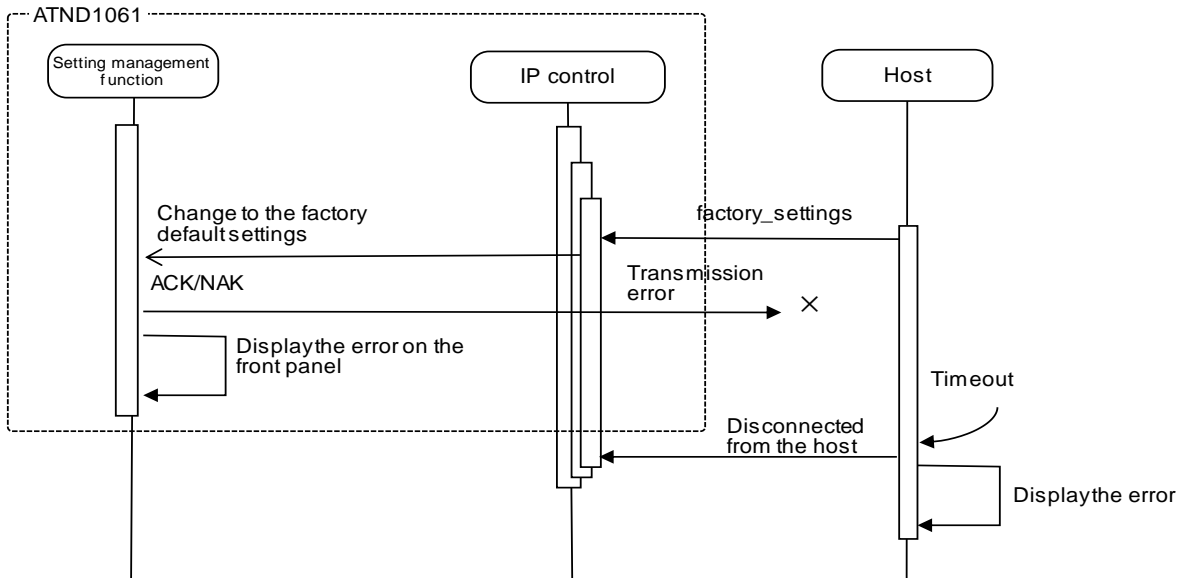 ATND1061
Setting management
function
IP control
Host
Change to the factory
default settings
factory_settings
ACK/NAK
Transmission
error
×
Display the error on the
front panel
Timeout
Disconnected
from the host
Display the error